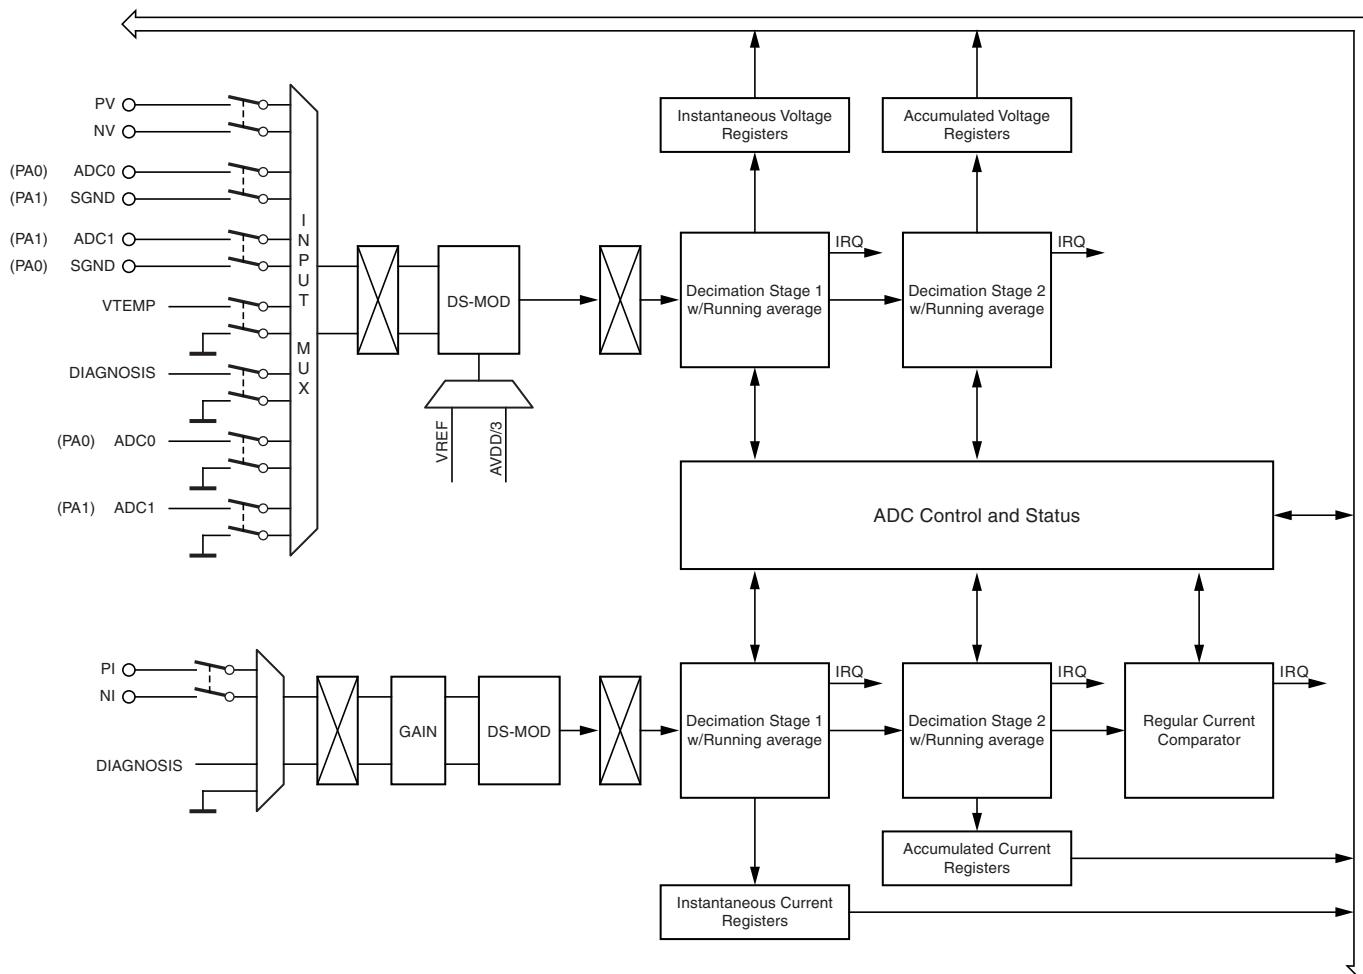 PV
NV
Instantaneous Voltage
Registers
Accumulated Voltage
Registers
(PA0) ADC0
(PA1) SGND
(PA1) ADC1
(PA0) SGND
VTEMP
DIAGNOSIS
(PA0) ADC0
(PA1) ADC1
INPUT MUX
DS-MOD
VREF
AVDD/3
Decimation Stage 1
w/Running average
IRQ
Decimation Stage 2
w/Running average
IRQ
ADC Control and Status
PI
NI
DIAGNOSIS
GAIN
DS-MOD
Decimation Stage 1
w/Running average
IRQ
Decimation Stage 2
w/Running average
IRQ
Regular Current
Comparator
IRQ
Accumulated Current
Registers
Instantaneous Current
Registers